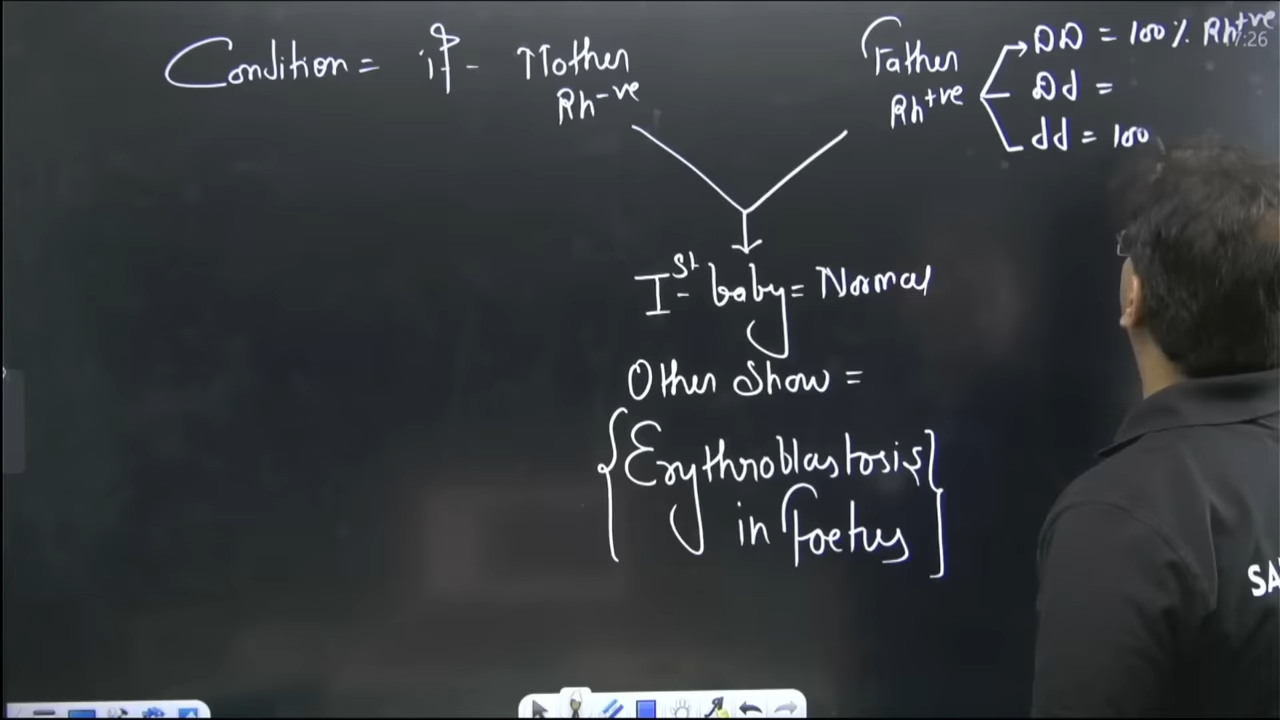 Condition = if - Mother
Rh-ve
Father
Rh+ve
DD = 100 % Rh+ve
Dd =
dd = 100
Ist baby = Normal
Other Show =
{Erythroblastosis
in Foetus}
SA